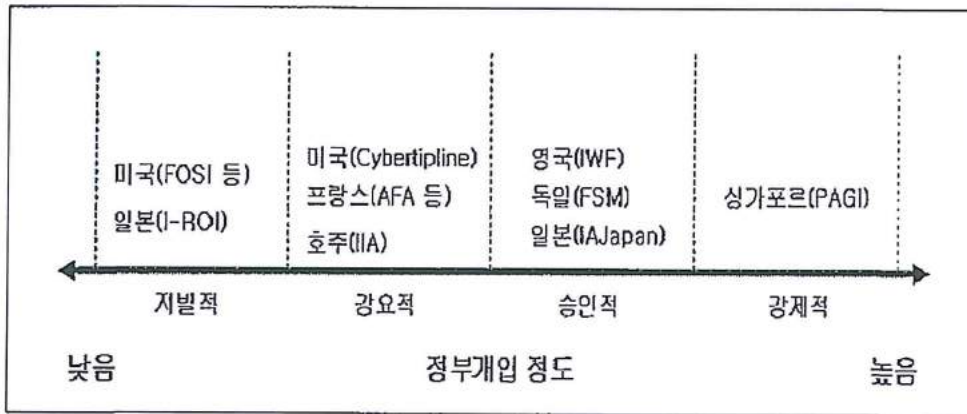 미국(FOSI 등)
일본(I-ROI)
미국(Cybertipline)
프랑스(AFA 등)
호주(IIA)
영국(IWF)
독일(FSM)
일본(IAJapan)
싱가포르(PAGI)
자발적
강요적
승인적
강제적
낮음
정부개입 정도
높음